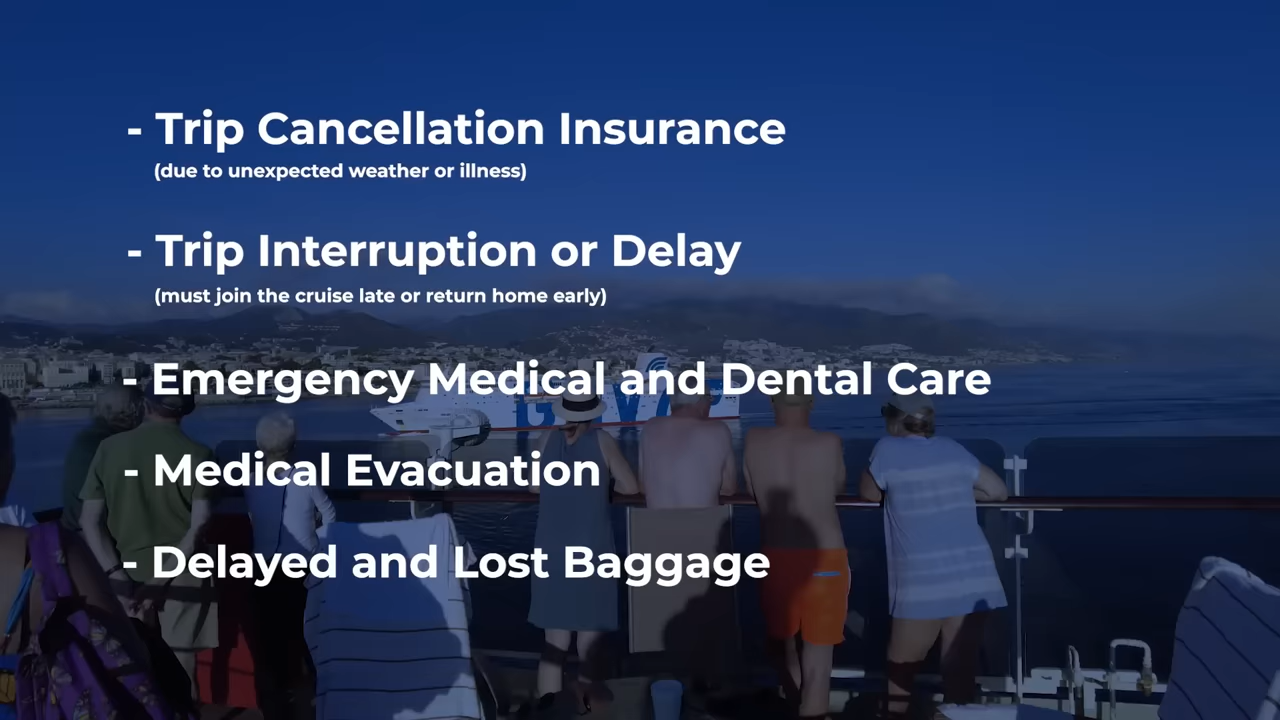 - Trip Cancellation Insurance
(due to unexpected weather or illness)
- Trip Interruption or Delay
(must join the cruise late or return home early)
- Emergency Medical and Dental Care
- Medical Evacuation
- Delayed and Lost Baggage